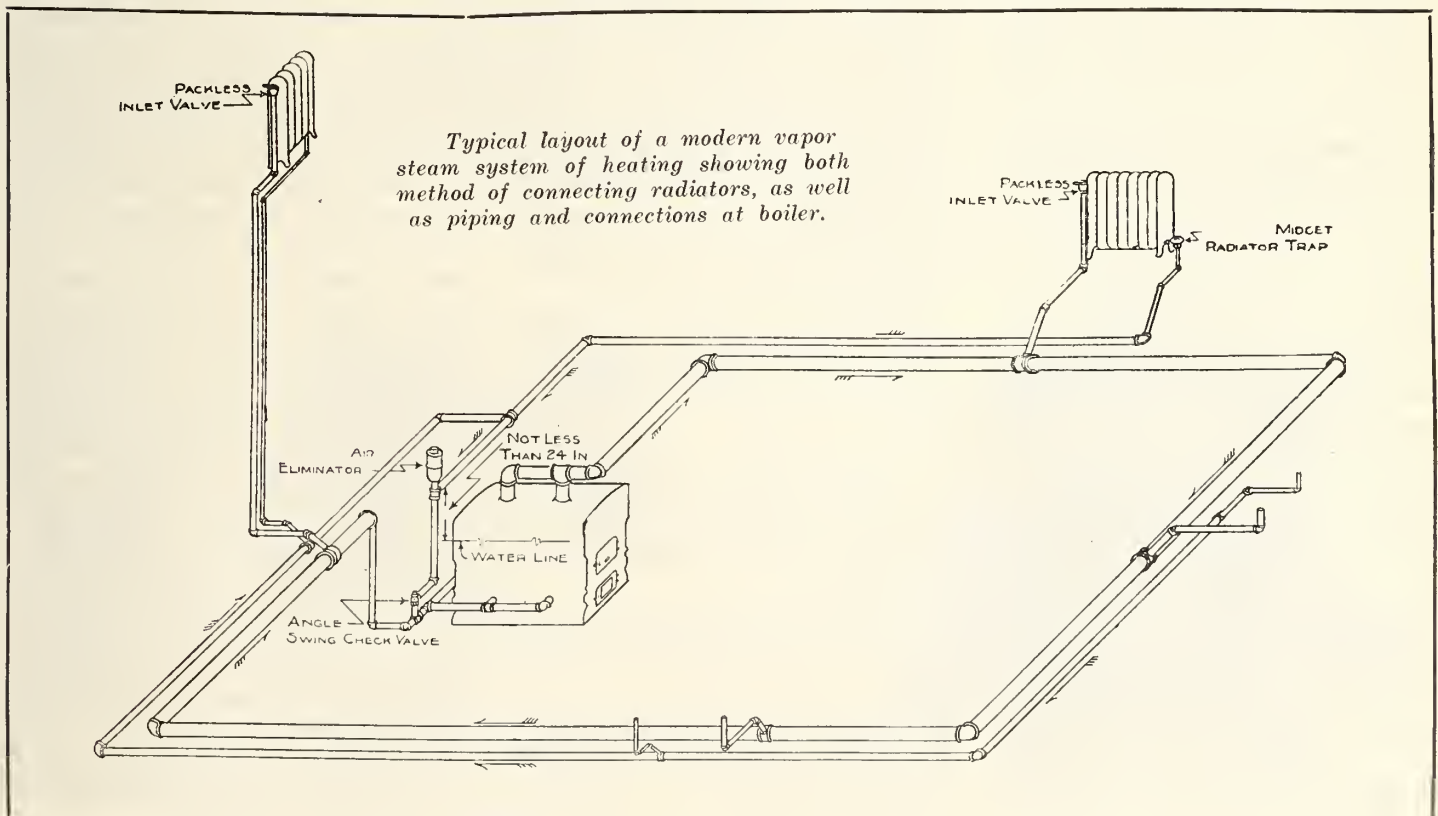 PACKLESS
INLET VALVE
Typical layout of a modern vapor
steam system of heating showing both
method of connecting radiators, as well
as piping and connections at boiler.
PACKLESS
INLET VALVE
MIDGET
RADIATOR TRAP
NOT LESS
THAN 24 IN
AIR
ELIMINATOR
WATER LINE
ANGLE
SWING CHECK VALVE